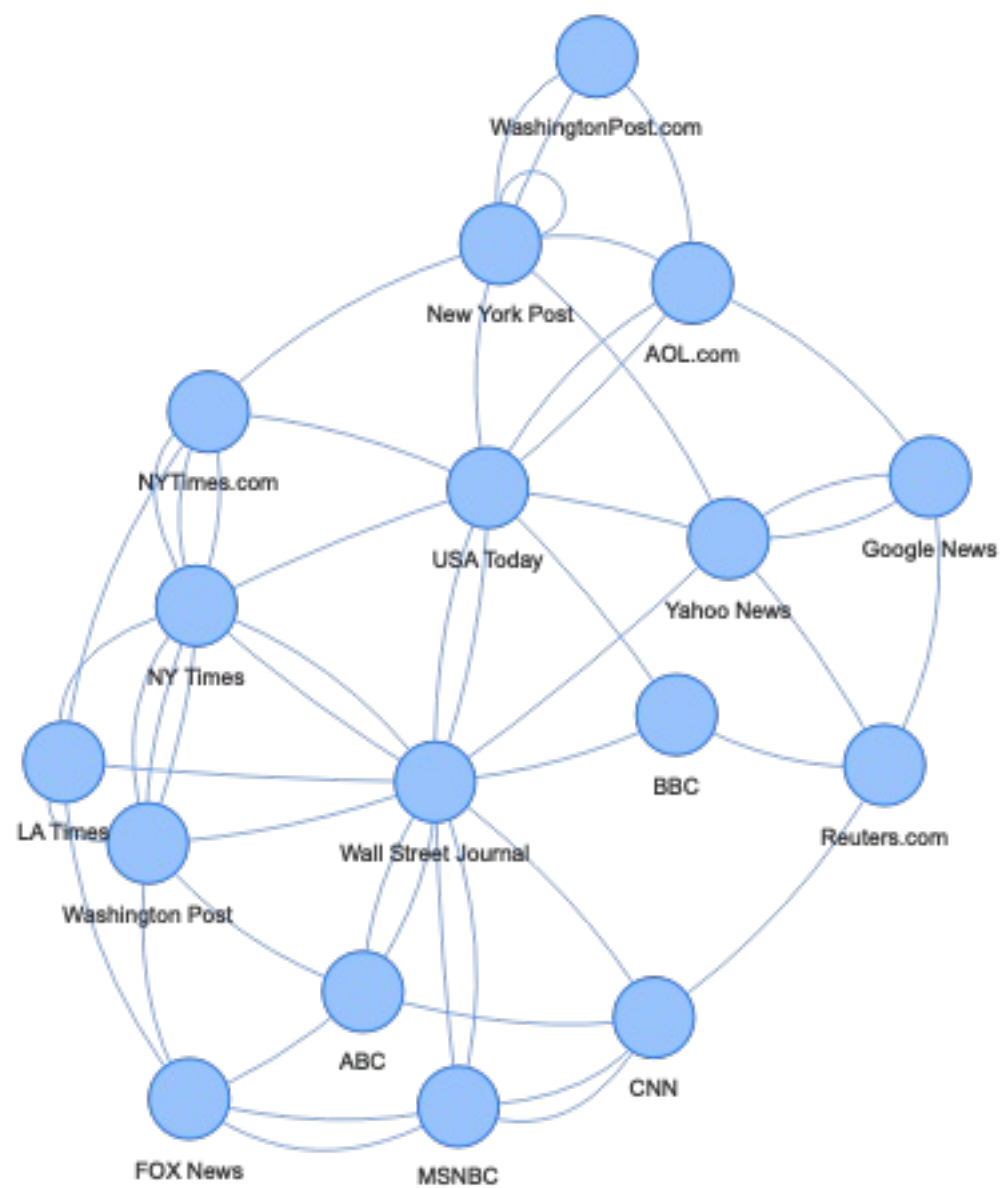 WashingtonPost.com
New York Post
AOL.com
NYTimes.com
USA Today
Google News
Yahoo News
NY Times
BBC
LA Times
Reuters.com
Wall Street Journal
Washington Post
ABC
CNN
FOX News
MSNBC